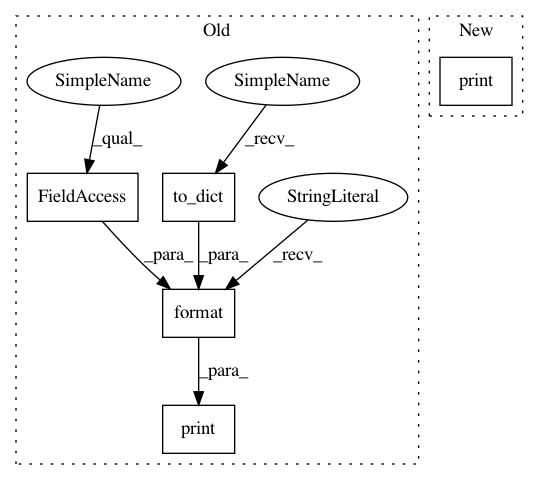 Old
New
SimpleName
SimpleName
print
_qual_
_recv_
FieldAccess
to_dict
StringLiteral
_para_
_para_
_recv_
format
_para_
print